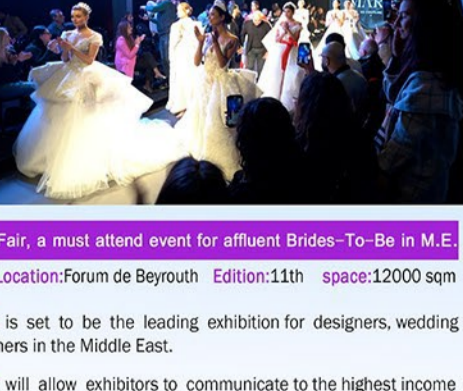 Fair, a must attend event for affluent Brides-To-Be in M.E.
Location:Forum de Beyrouth Edition:11th space:12000 sqm
is set to be the leading exhibition for designers, wedding
ners in the Middle East.
will allow exhibitors to communicate to the highest income